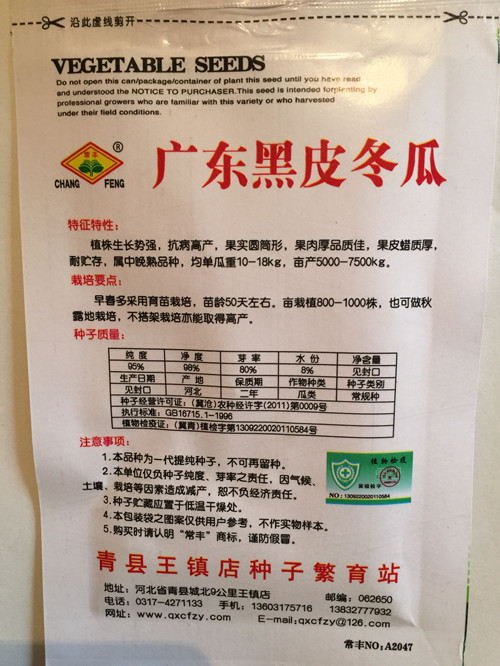 沿此虚线剪开
VEGETABLE SEEDS
Do not open this can/package/container of plant this seed until you have read
and understood the NOTICE TO PURCHASER.This seed is intended forplenting by
professional growers who are familiar with this variety or who harvested
under their field conditions.
常丰
®
CHANG FENG
广东黑皮冬瓜
特征特性：
植株生长势强，抗病高产，果实圆筒形，果肉厚品质佳，果皮蜡质厚，
耐贮存，属中晚熟品种，均单瓜重10-18kg，亩产5000-7500kg。
栽培要点：
早春多采用育苗栽培，苗龄50天左右。亩栽植800-1000株，也可做秋
露地栽培，不搭架栽培亦能取得高产。
种子质量：
纯度 净度 芽率 水份 净含量
95% 98% 80% 8% 见封口
生产日期 产地 保质期 作物种类 种子类别
见封口 河北 二年 瓜类 常规种
种子经营许可证：（冀沧）农种经许字（2011）第0009号
执行标准：GB16715.1-1996
植物检疫证：（冀青）植检字第1309220020110584号
注意事项：
1.本品种为一代提纯种子，不可再留种。
2.本单位仅负种子纯度、芽率之责任，因气候、
土壤、栽培等因素造成减产，恕不负经济责任。
3.种子贮藏应置于低温干燥处。
4.本包装袋之图案仅供用户参考，不作实物样本。
5.购买时请认明“常丰”商标，谨防假冒。
植物检疫
NO：1309220020110584
青县王镇店种子繁育站
地址：河北省青县城北9公里王镇店 邮编：062650
电话：0317-4271133 手机：13603175716 13832777932
网址：www.qxcfzy.com E-mail:qxcfzy@126.com
常丰NO：A2047